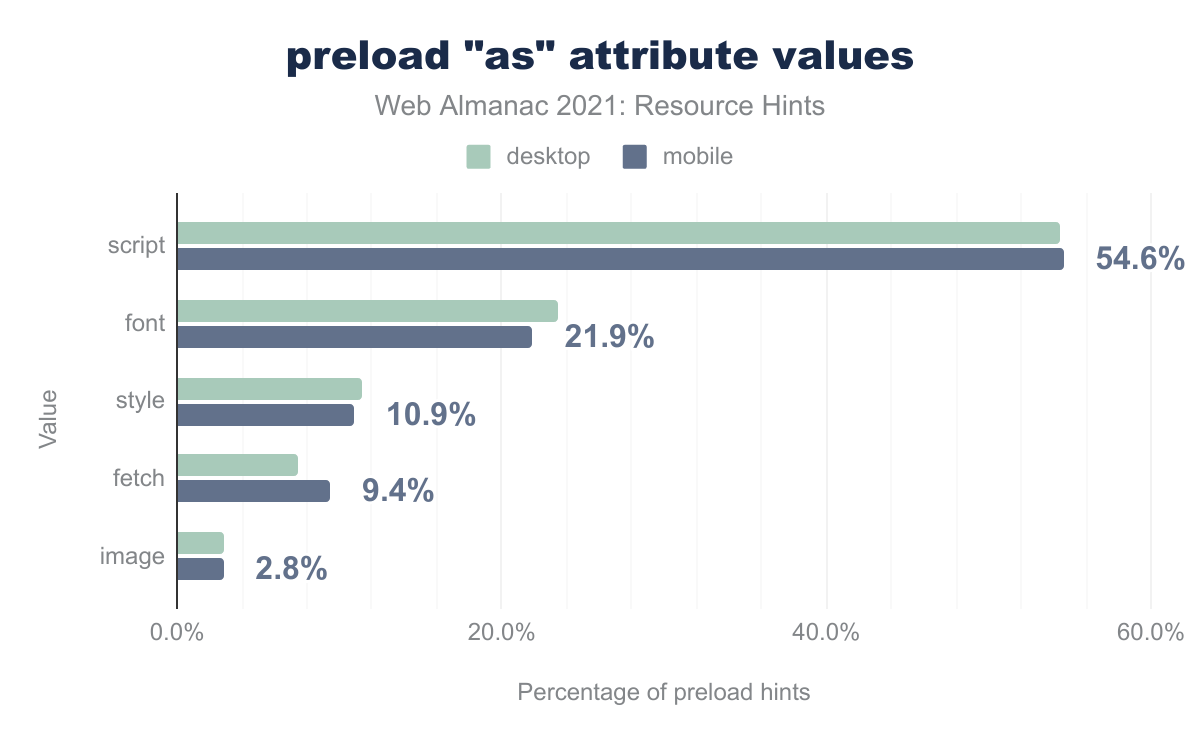 preload "as" attribute values
Web Almanac 2021: Resource Hints
desktop mobile
script 54.6%
font 21.9%
style 10.9%
fetch 9.4%
image 2.8%
Value
0.0% 20.0% 40.0% 60.0%
Percentage of preload hints